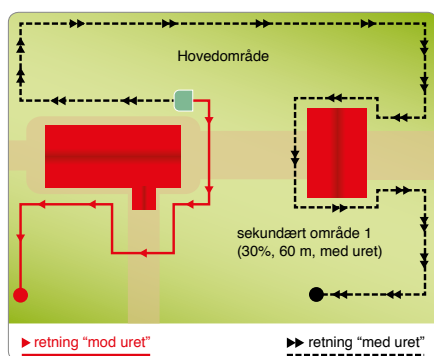 Hovedområde
sekundært område 1
(30%, 60 m, med uret)
retning “mod uret”
retning “med uret”